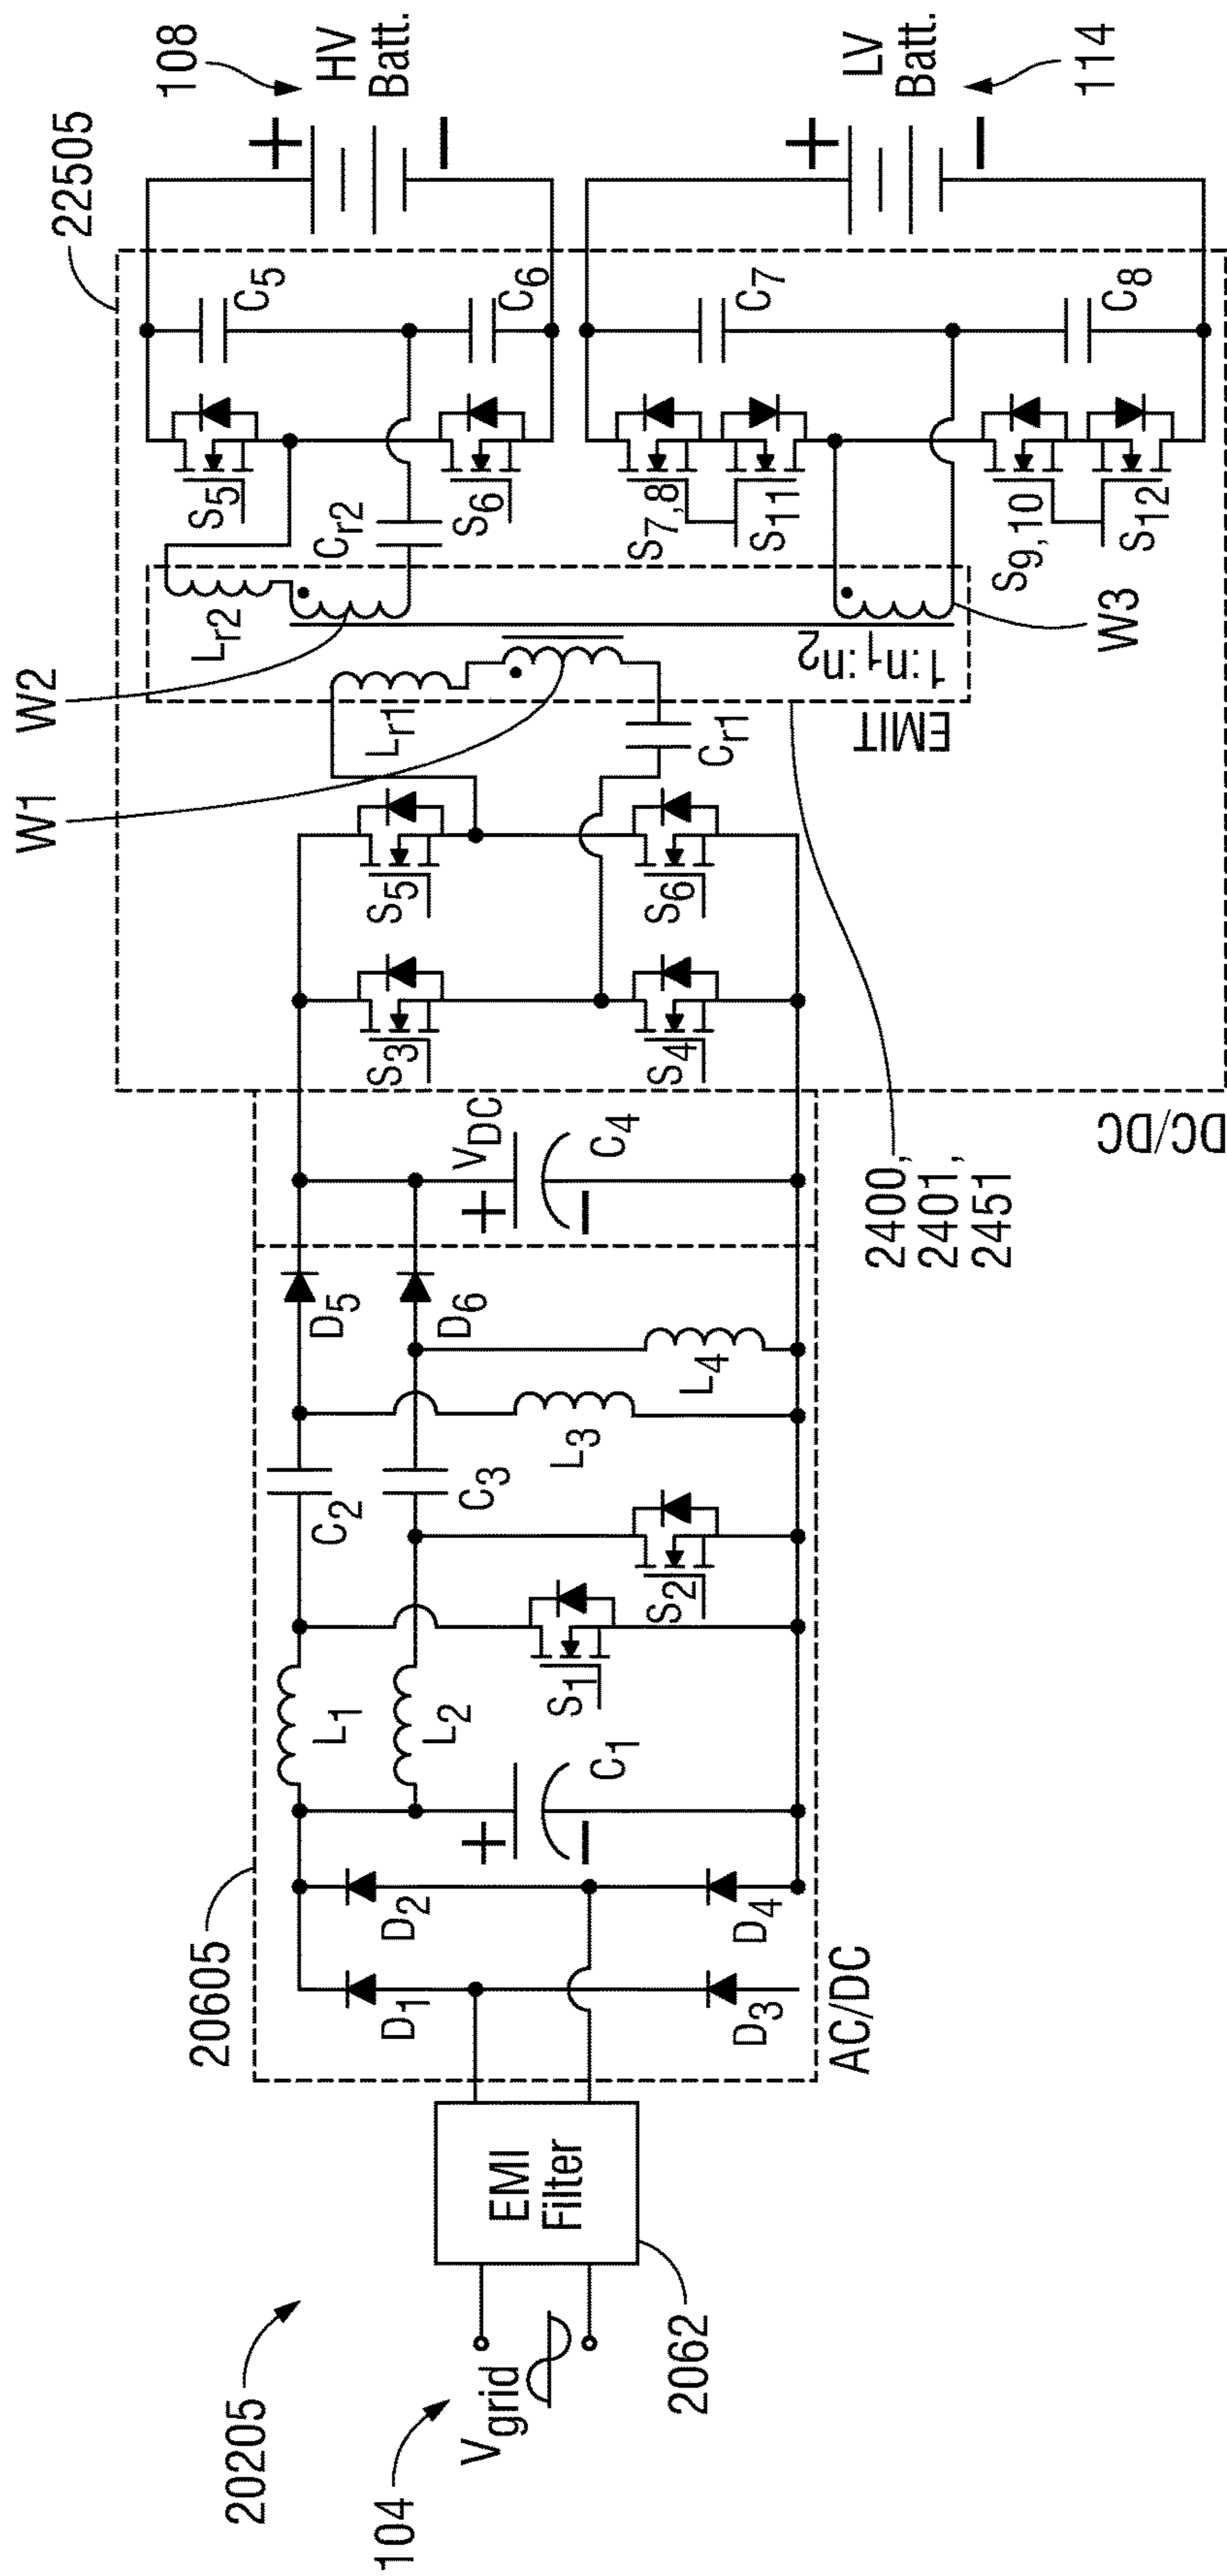 20205
104
Vgrid
EMI
Filter
2062
20605
AC/DC
D1
D2
D3
D4
+
−
C1
L1
L2
S1
S2
C2
C3
L3
L4
D5
D6
+
VDC
−
C4
22505
DC/DC
S3
S4
S5
S6
Lr1
Cr1
W1
W2
W3
EMIT
1:n1:n2
2400,
2401,
2451
Lr2
Cr2
S5
S6
C5
C6
S7,8
S11
S9,10
S12
C7
C8
+
−
108
HV
Batt.
+
−
LV
Batt.
114